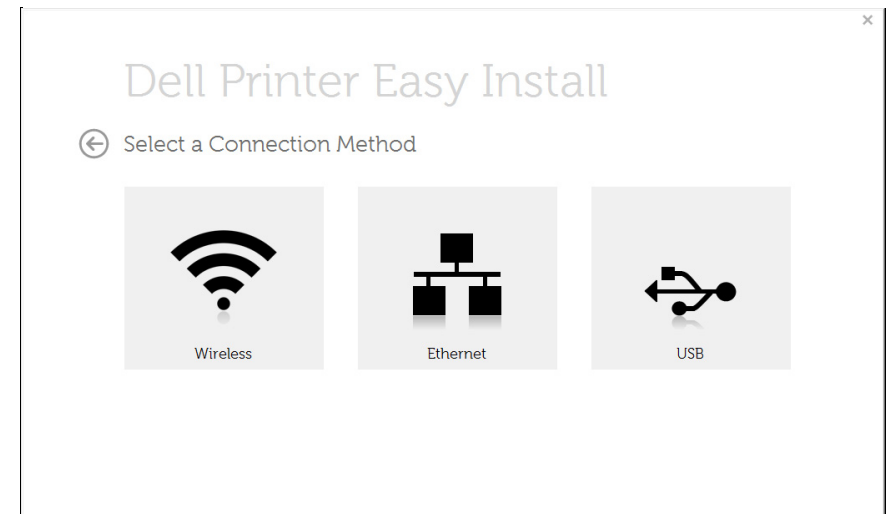 Dell Printer Easy Install
Select a Connection Method
Wireless
Ethernet
USB